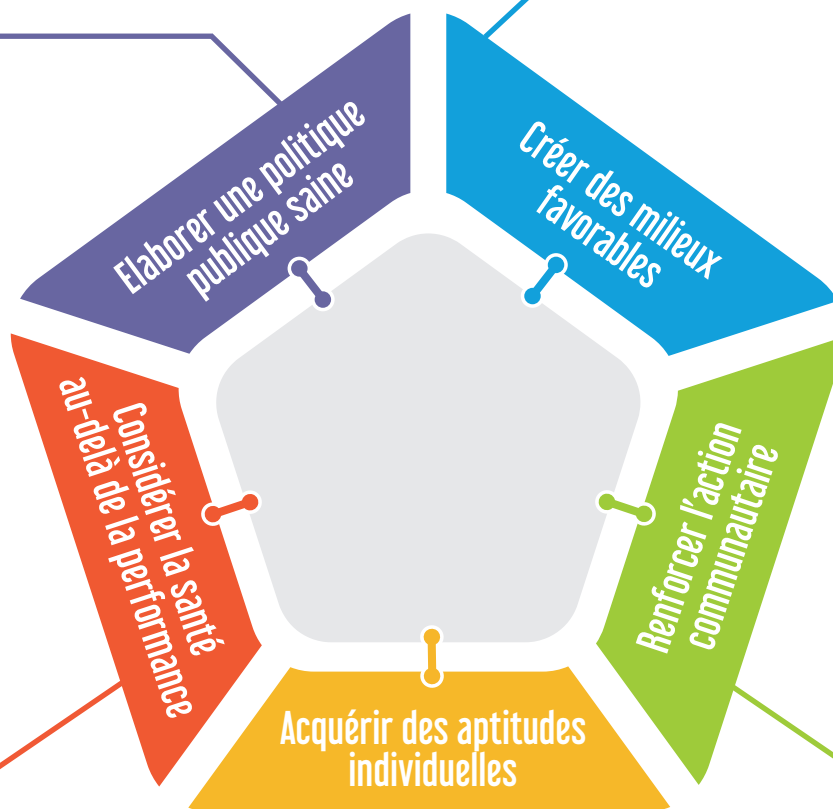 Elaborer une politique
publique saine
Créer des milieux
favorables
Considérer la santé
au-delà de la performance
Renforcer l'action
communautaire
Acquérir des aptitudes
individuelles